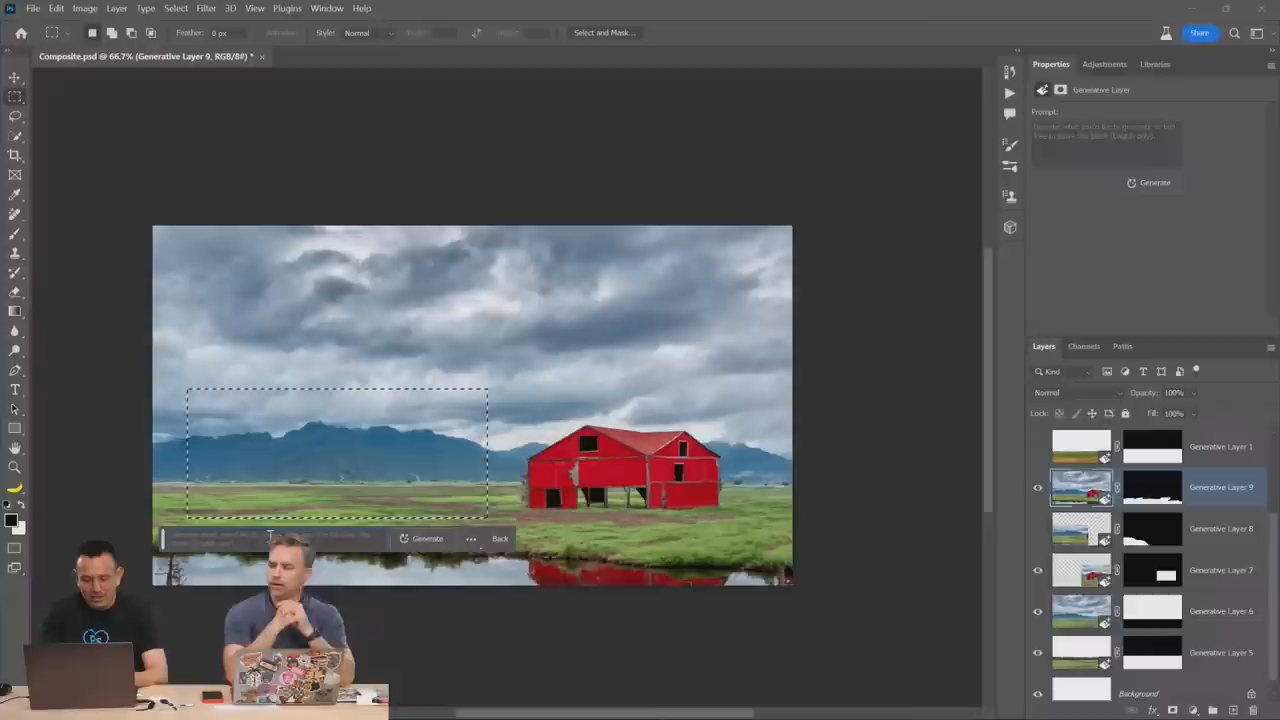 Ps File Edit Image Layer Type Select Filter 3D View Plugins Window Help
Feather: 0 px Style: Normal Select and Mask... Share
Composite.psd @ 66.7% (Generative Layer 9, RGB/8#) *
Properties Adjustments Libraries
Generative Layer
Prompt:
Generate
Layers Channels Paths
Kind
Normal Opacity: 100%
Lock: Fill: 100%
Generative Layer 1
Generative Layer 9
Generative Layer 8
Generative Layer 7
Generative Layer 6
Generative Layer 5
Background
Generate ... Back